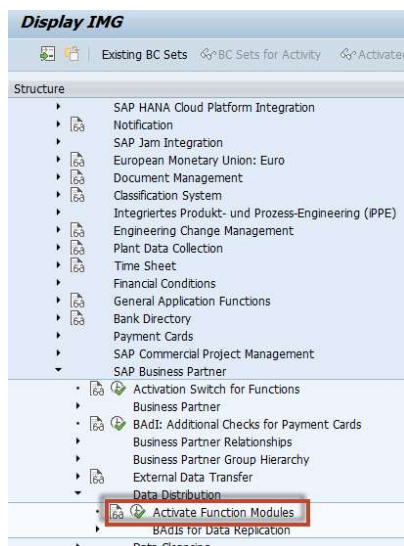 Display IMG
Existing BC Sets BC Sets for Activity Activated
Structure
SAP HANA Cloud Platform Integration
Notification
SAP Jam Integration
European Monetary Union: Euro
Document Management
Classification System
Integriertes Produkt- und Prozess-Engineering (iPPE)
Engineering Change Management
Plant Data Collection
Time Sheet
Financial Conditions
General Application Functions
Bank Directory
Payment Cards
SAP Commercial Project Management
SAP Business Partner
Activation Switch for Functions
Business Partner
BAdI: Additional Checks for Payment Cards
Business Partner Relationships
Business Partner Group Hierarchy
External Data Transfer
Data Distribution
Activate Function Modules
BAdIs for Data Replication
Data Cleansing